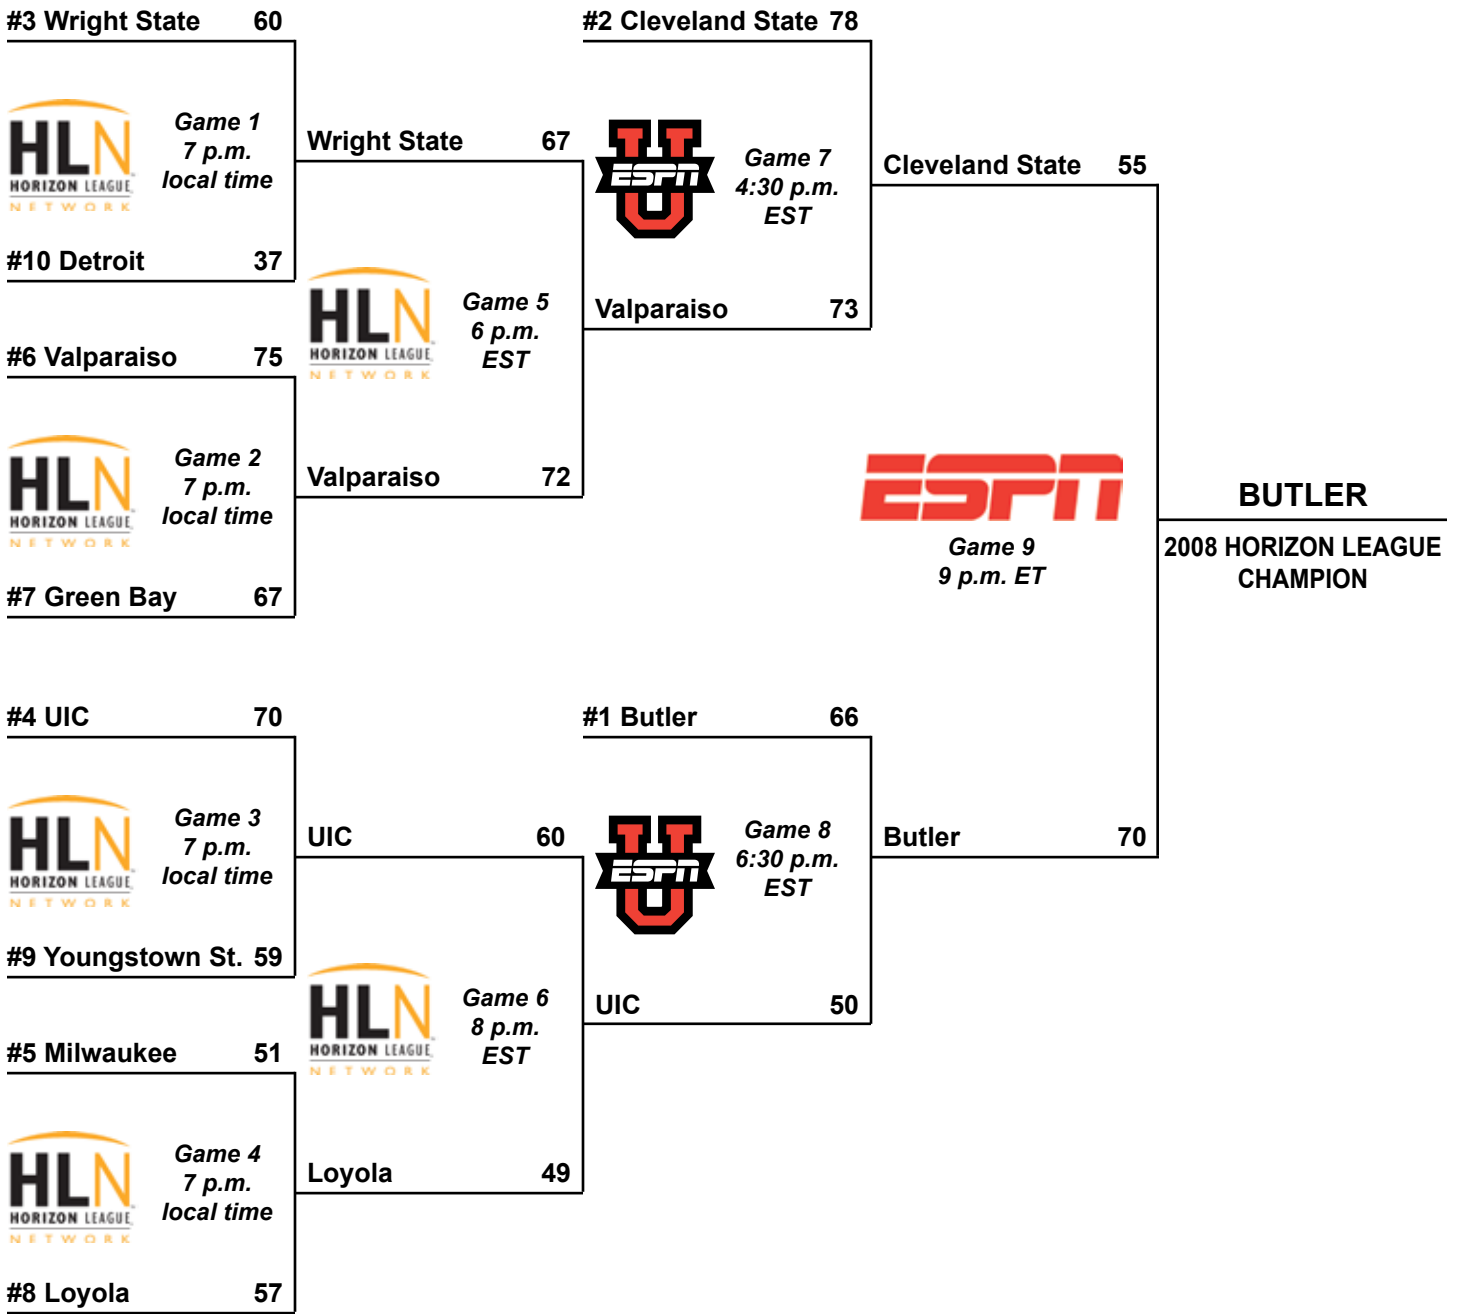 #3 Wright State 60
HLN
HORIZON LEAGUE
NETWORK
Game 1
7 p.m.
local time
#10 Detroit 37
#6 Valparaiso 75
HLN
HORIZON LEAGUE
NETWORK
Game 2
7 p.m.
local time
#7 Green Bay 67
Wright State 67
HLN
HORIZON LEAGUE
NETWORK
Game 5
6 p.m.
EST
Valparaiso 72
#2 Cleveland State 78
U
ESPN
Game 7
4:30 p.m.
EST
Valparaiso 73
Cleveland State 55
#4 UIC 70
HLN
HORIZON LEAGUE
NETWORK
Game 3
7 p.m.
local time
#9 Youngstown St. 59
#5 Milwaukee 51
HLN
HORIZON LEAGUE
NETWORK
Game 4
7 p.m.
local time
#8 Loyola 57
UIC 60
HLN
HORIZON LEAGUE
NETWORK
Game 6
8 p.m.
EST
Loyola 49
#1 Butler 66
U
ESPN
Game 8
6:30 p.m.
EST
UIC 50
Butler 70
ESPN
Game 9
9 p.m. ET
BUTLER
2008 HORIZON LEAGUE
CHAMPION